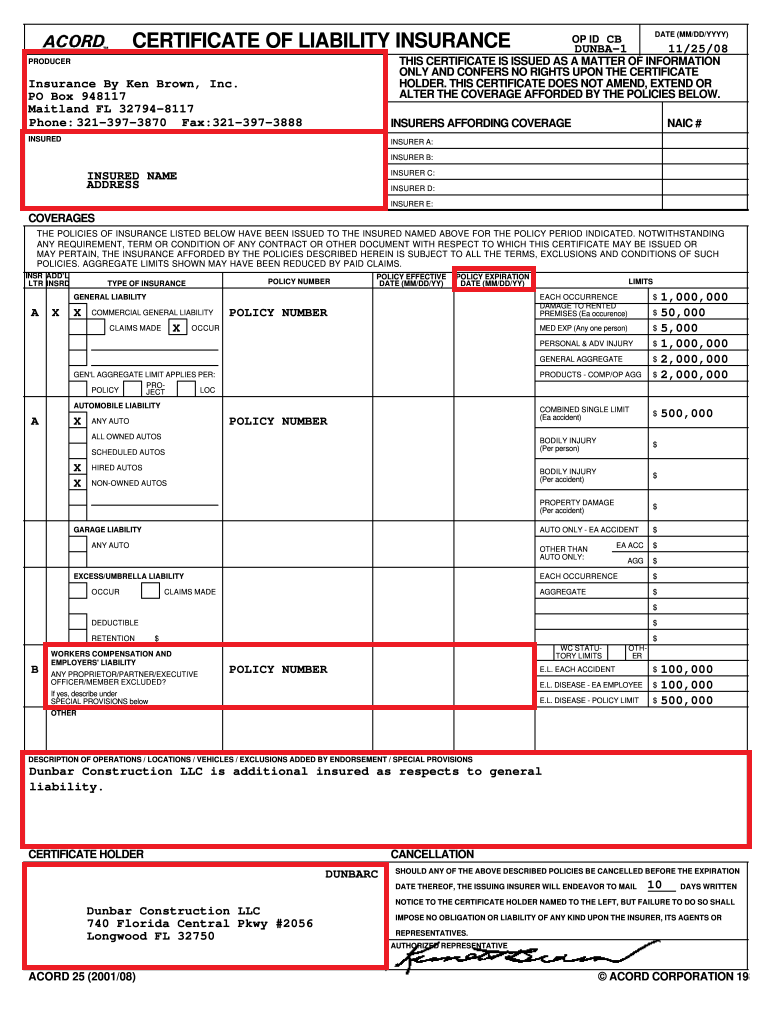 ACORD™ CERTIFICATE OF LIABILITY INSURANCE
OP ID CB
DUNBA-1
DATE (MM/DD/YYYY)
11/25/08
PRODUCER
Insurance By Ken Brown, Inc.
PO Box 948117
Maitland FL 32794-8117
Phone: 321-397-3870 Fax:321-397-3888
THIS CERTIFICATE IS ISSUED AS A MATTER OF INFORMATION
ONLY AND CONFERS NO RIGHTS UPON THE CERTIFICATE
HOLDER. THIS CERTIFICATE DOES NOT AMEND, EXTEND OR
ALTER THE COVERAGE AFFORDED BY THE POLICIES BELOW.
INSURERS AFFORDING COVERAGE NAIC #
INSURED
INSURED NAME
ADDRESS
INSURER A:
INSURER B:
INSURER C:
INSURER D:
INSURER E:
COVERAGES
THE POLICIES OF INSURANCE LISTED BELOW HAVE BEEN ISSUED TO THE INSURED NAMED ABOVE FOR THE POLICY PERIOD INDICATED. NOTWITHSTANDING
ANY REQUIREMENT, TERM OR CONDITION OF ANY CONTRACT OR OTHER DOCUMENT WITH RESPECT TO WHICH THIS CERTIFICATE MAY BE ISSUED OR
MAY PERTAIN, THE INSURANCE AFFORDED BY THE POLICIES DESCRIBED HEREIN IS SUBJECT TO ALL THE TERMS, EXCLUSIONS AND CONDITIONS OF SUCH
POLICIES. AGGREGATE LIMITS SHOWN MAY HAVE BEEN REDUCED BY PAID CLAIMS.
INSR ADD'L POLICY EFFECTIVE POLICY EXPIRATION
LTR INSRD TYPE OF INSURANCE POLICY NUMBER DATE (MM/DD/YY) DATE (MM/DD/YY) LIMITS
GENERAL LIABILITY EACH OCCURRENCE $ 1,000,000
A X X COMMERCIAL GENERAL LIABILITY POLICY NUMBER DAMAGE TO RENTED
PREMISES (Ea occurence) $ 50,000
CLAIMS MADE X OCCUR MED EXP (Any one person) $ 5,000
PERSONAL & ADV INJURY $ 1,000,000
GENERAL AGGREGATE $ 2,000,000
GEN'L AGGREGATE LIMIT APPLIES PER: PRODUCTS - COMP/OP AGG $ 2,000,000
POLICY PRO-
JECT LOC
AUTOMOBILE LIABILITY COMBINED SINGLE LIMIT
(Ea accident) $ 500,000
A X ANY AUTO POLICY NUMBER
ALL OWNED AUTOS BODILY INJURY
(Per person) $
SCHEDULED AUTOS
X HIRED AUTOS BODILY INJURY
(Per accident) $
X NON-OWNED AUTOS
PROPERTY DAMAGE
(Per accident) $
GARAGE LIABILITY AUTO ONLY - EA ACCIDENT $
ANY AUTO OTHER THAN
AUTO ONLY: EA ACC $
AGG $
EXCESS/UMBRELLA LIABILITY EACH OCCURRENCE $
OCCUR CLAIMS MADE AGGREGATE $
$
DEDUCTIBLE $
RETENTION $ $
WORKERS COMPENSATION AND
EMPLOYERS' LIABILITY WC STATU-
TORY LIMITS OTH-
ER
B POLICY NUMBER E.L. EACH ACCIDENT $ 100,000
ANY PROPRIETOR/PARTNER/EXECUTIVE
OFFICER/MEMBER EXCLUDED? E.L. DISEASE - EA EMPLOYEE $ 100,000
If yes, describe under
SPECIAL PROVISIONS below E.L. DISEASE - POLICY LIMIT $ 500,000
OTHER
DESCRIPTION OF OPERATIONS / LOCATIONS / VEHICLES / EXCLUSIONS ADDED BY ENDORSEMENT / SPECIAL PROVISIONS
Dunbar Construction LLC is additional insured as respects to general
liability.
CERTIFICATE HOLDER
DUNBARC
Dunbar Construction LLC
740 Florida Central Pkwy #2056
Longwood FL 32750
CANCELLATION
SHOULD ANY OF THE ABOVE DESCRIBED POLICIES BE CANCELLED BEFORE THE EXPIRATION
DATE THEREOF, THE ISSUING INSURER WILL ENDEAVOR TO MAIL 10 DAYS WRITTEN
NOTICE TO THE CERTIFICATE HOLDER NAMED TO THE LEFT, BUT FAILURE TO DO SO SHALL
IMPOSE NO OBLIGATION OR LIABILITY OF ANY KIND UPON THE INSURER, ITS AGENTS OR
REPRESENTATIVES.
AUTHORIZED REPRESENTATIVE
ACORD 25 (2001/08) © ACORD CORPORATION 19